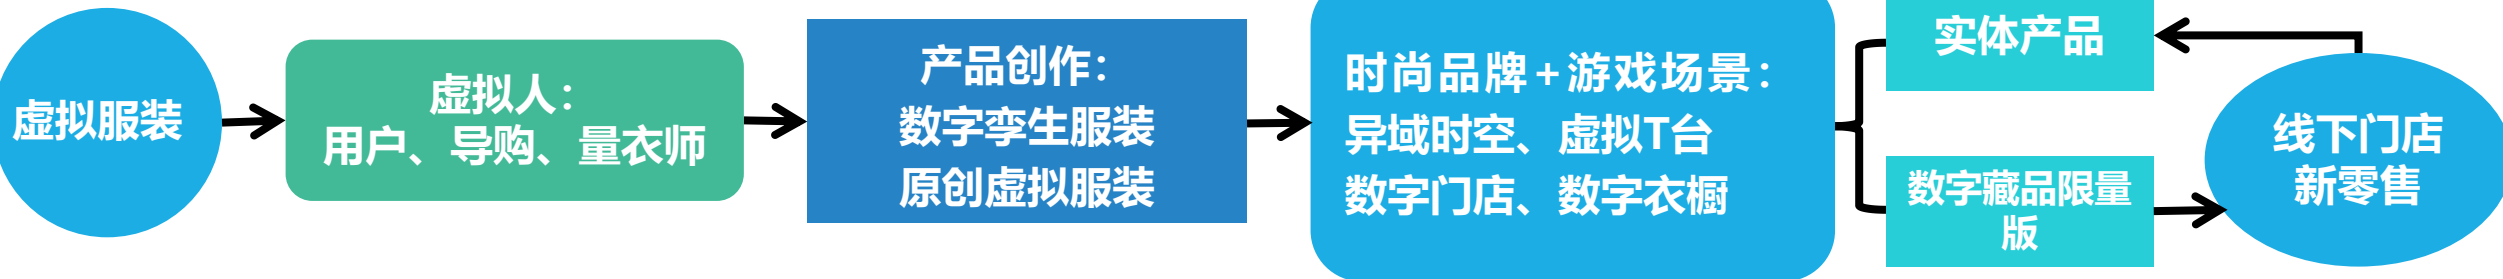 虚拟服装
虚拟人：
用户、导购、量衣师
产品创作：
数字孪生服装
原创虚拟服装
时尚品牌+游戏场景：
异域时空、虚拟T台
数字门店、数字衣橱
实体产品
数字藏品限量
版
线下门店
新零售